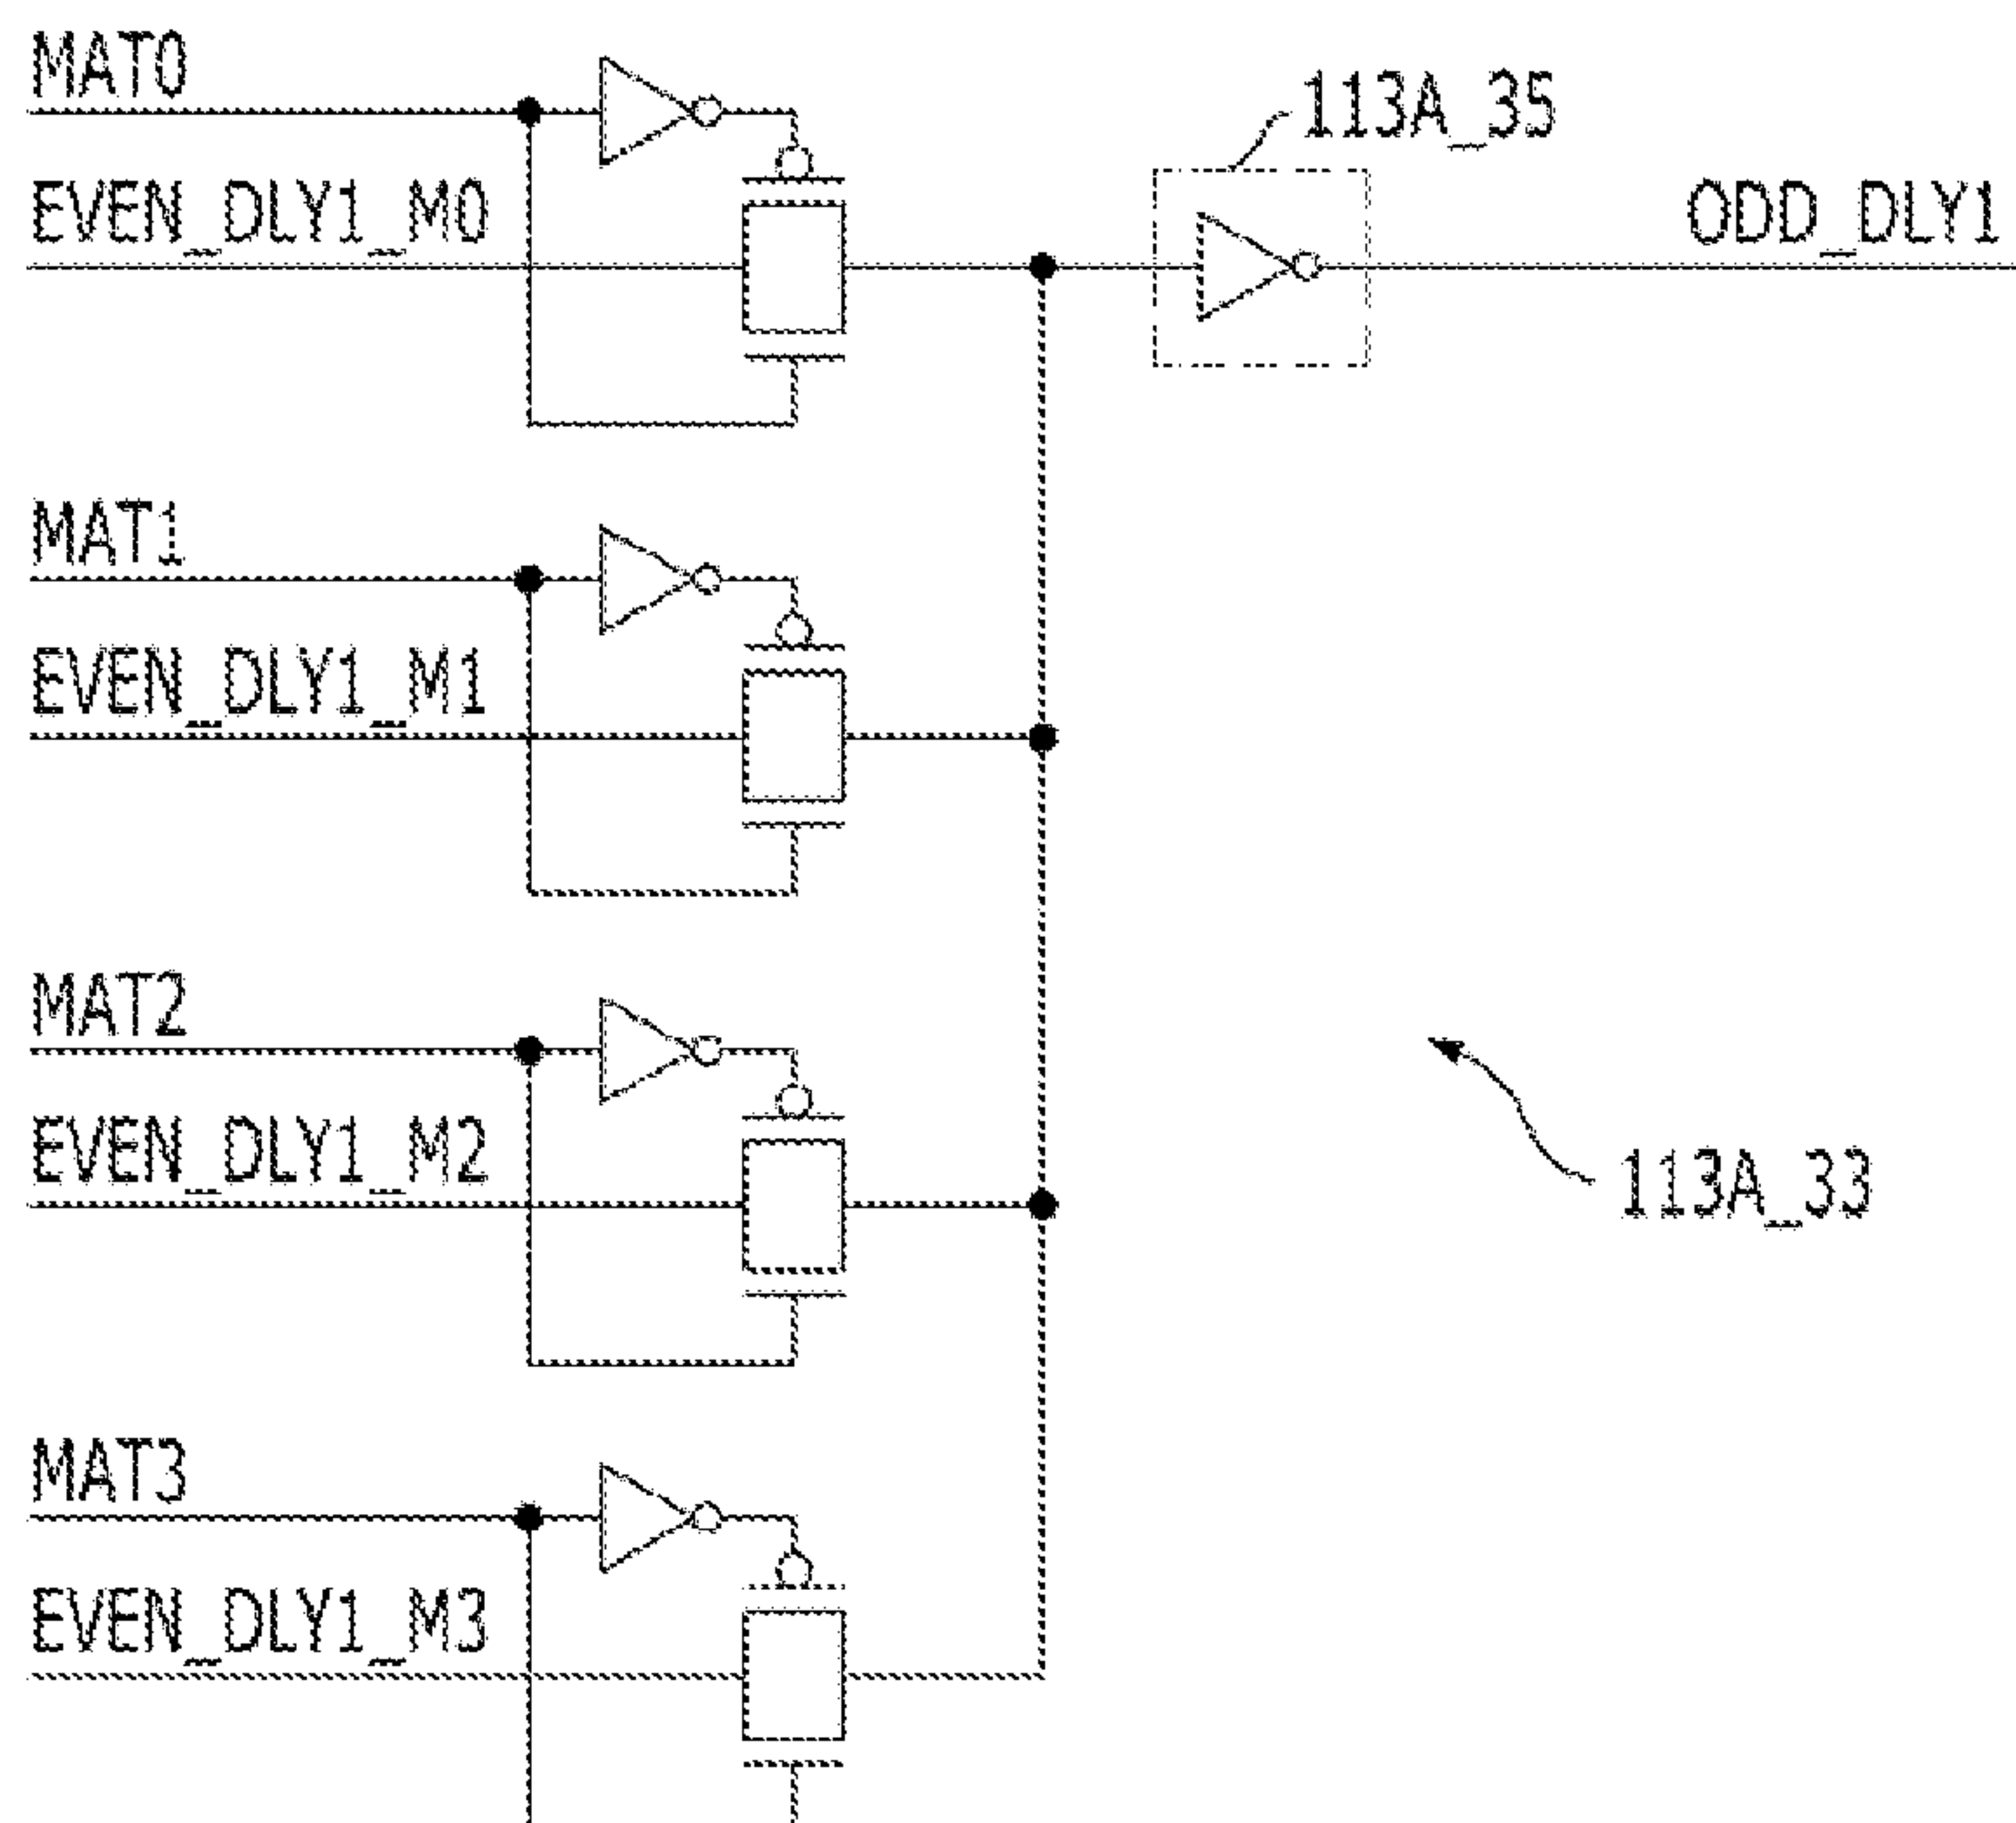 MAT0
113A_35
EVEN_DLY1_M0
ODD_DLY1
MAT1
EVEN_DLY1_M1
MAT2
EVEN_DLY1_M2
113A_33
MAT3
EVEN_DLY1_M3